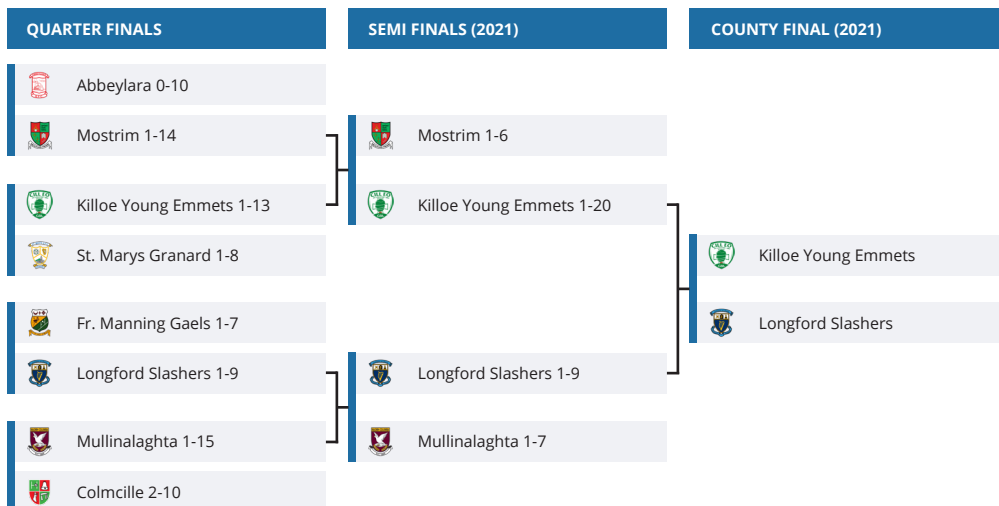 QUARTER FINALS
Abbeylara 0-10
Mostrim 1-14
Killoe Young Emmets 1-13
St. Marys Granard 1-8
Fr. Manning Gaels 1-7
Longford Slashers 1-9
Mullinalaghta 1-15
Colmcille 2-10
SEMI FINALS (2021)
Mostrim 1-6
Killoe Young Emmets 1-20
Longford Slashers 1-9
Mullinalaghta 1-7
COUNTY FINAL (2021)
Killoe Young Emmets
Longford Slashers